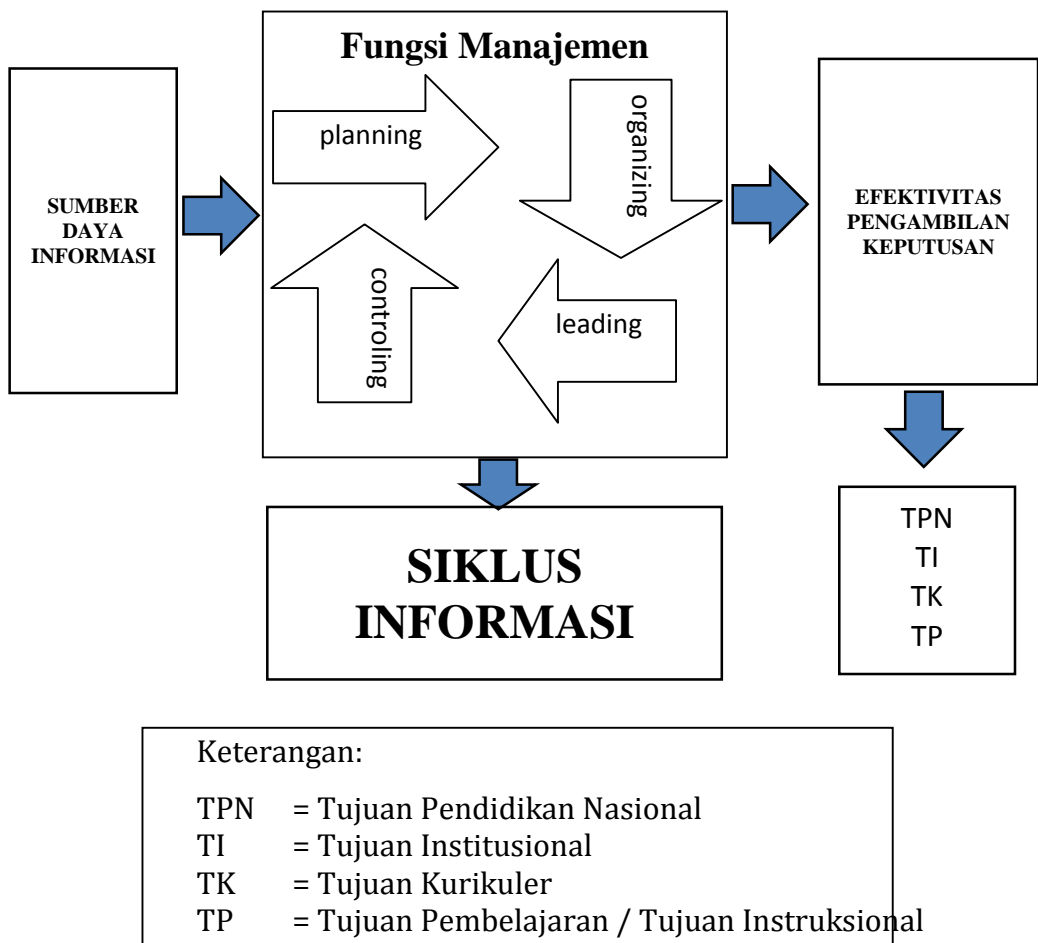 Fungsi Manajemen
planning
organizing
leading
controling
SUMBER
DAYA
INFORMASI
EFEKTIVITAS
PENGAMBILAN
KEPUTUSAN
SIKLUS
INFORMASI
TPN
TI
TK
TP
Keterangan:
TPN = Tujuan Pendidikan Nasional
TI = Tujuan Institusional
TK = Tujuan Kurikuler
TP = Tujuan Pembelajaran / Tujuan Instruksional